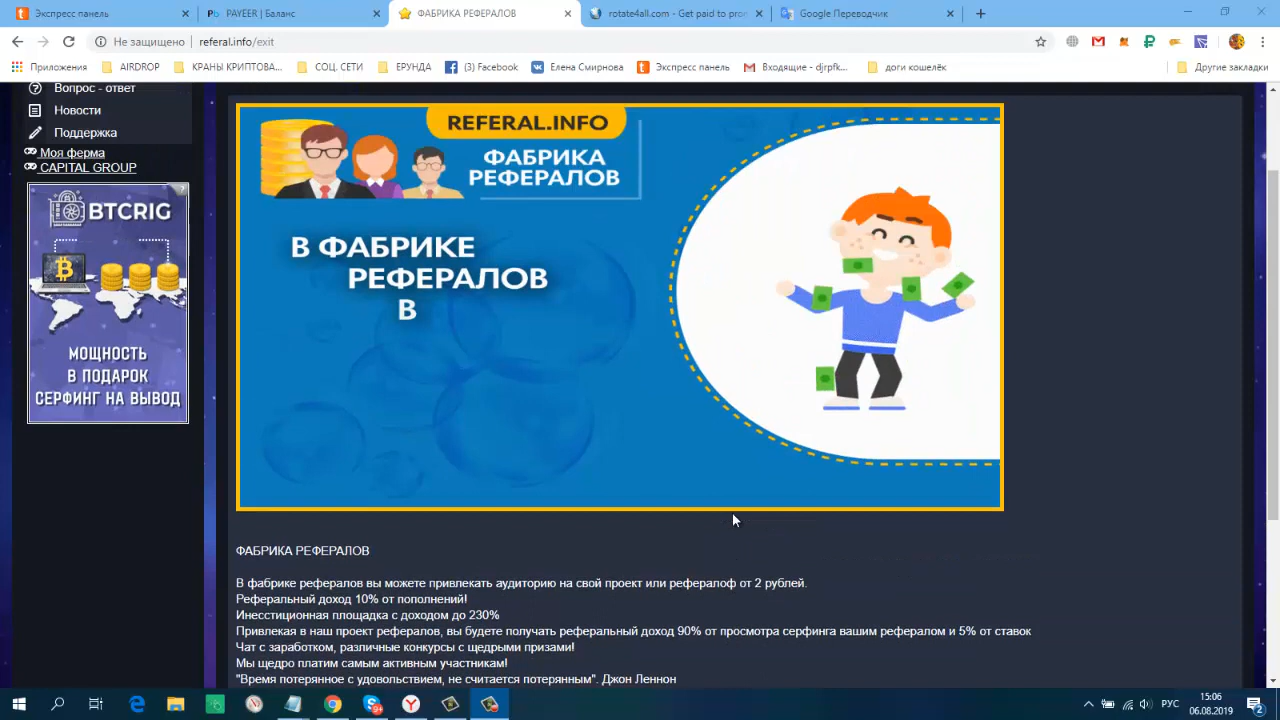 Экспресс панель
PAYEER | Баланс
ФАБРИКА РЕФЕРАЛОВ
rotate4all.com - Get paid to pron
Google Переводчик
Не защищено
referal.info/exit
Приложения
AIRDROP
КРАНЫ КРИПТОВА...
СОЦ. СЕТИ
ЕРУНДА
(3) Facebook
Елена Смирнова
Экспресс панель
Входящие - djrpfk...
доги кошелёк
Другие закладки
Вопрос - ответ
Новости
Поддержка
Моя ферма
CAPITAL GROUP
BTCRIG
МОЩНОСТЬ
В ПОДАРОК
СЕРФИНГ НА ВЫВОД
REFERAL.INFO
ФАБРИКА
РЕФЕРАЛОВ
В ФАБРИКЕ
РЕФЕРАЛОВ
В
ФАБРИКА РЕФЕРАЛОВ
В фабрике рефералов вы можете привлекать аудиторию на свой проект или рефералоф от 2 рублей.
Реферальный доход 10% от пополнений!
Инесстиционная площадка с доходом до 230%
Привлекая в наш проект рефералов, вы будете получать реферальный доход 90% от просмотра серфинга вашим рефералом и 5% от ставок
Чат с заработком, различные конкурсы с щедрыми призами!
Мы щедро платим самым активным участникам!
"Время потерянное с удовольствием, не считается потерянным". Джон Леннон
РУС
15:06
06.08.2019